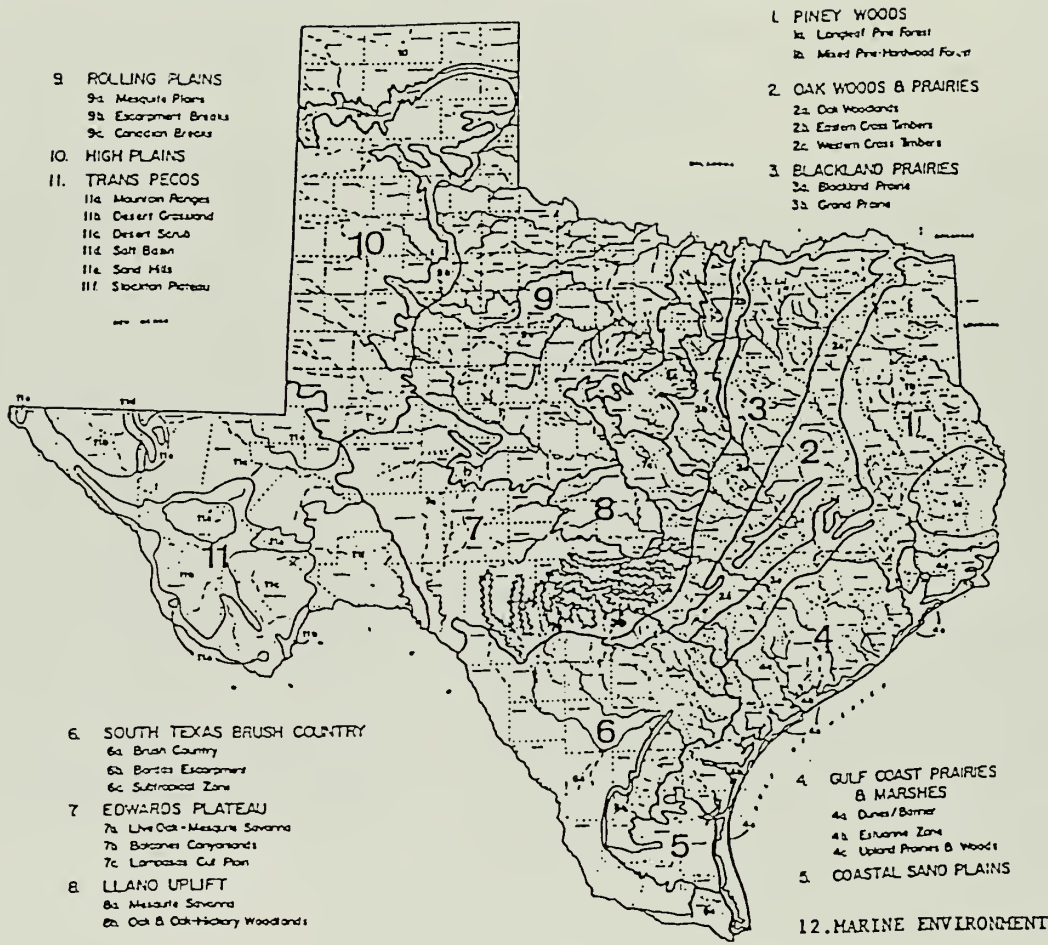 1. PINEY WOODS
1a. Longleaf Pine Forest
1b. Mixed Pine-Hardwood Forest
2. OAK WOODS & PRAIRIES
2a. Oak Woodlands
2b. Eastern Cross Timbers
2c. Western Cross Timbers
3. BLACKLAND PRAIRIES
3a. Blackland Prairie
3b. Grand Prairie
9. ROLLING PLAINS
9a. Mesquite Plains
9b. Escarpment Breaks
9c. Canadian Breaks
10. HIGH PLAINS
11. TRANS PECOS
11a. Mountain Ranges
11b. Desert Grassland
11c. Desert Scrub
11d. Salt Basin
11e. Sand Hills
11f. Stockton Plateau
10
9
3
2
1
7
8
11
4
6
5
6. SOUTH TEXAS BRUSH COUNTRY
6a. Brush Country
6b. Bordas Escarpment
6c. Subtropical Zone
7. EDWARDS PLATEAU
7a. Live Oak-Mesquite Savanna
7b. Balcones Canyonlands
7c. Lampasas Cut Plain
8. LLANO UPLIFT
8a. Mesquite Savanna
8b. Oak & Oak-Hickory Woodlands
4. GULF COAST PRAIRIES
& MARSHES
4a. Dunes/Barrier
4b. Estuarine Zone
4c. Upland Prairies & Woods
5. COASTAL SAND PLAINS
12.MARINE ENVIRONMENT